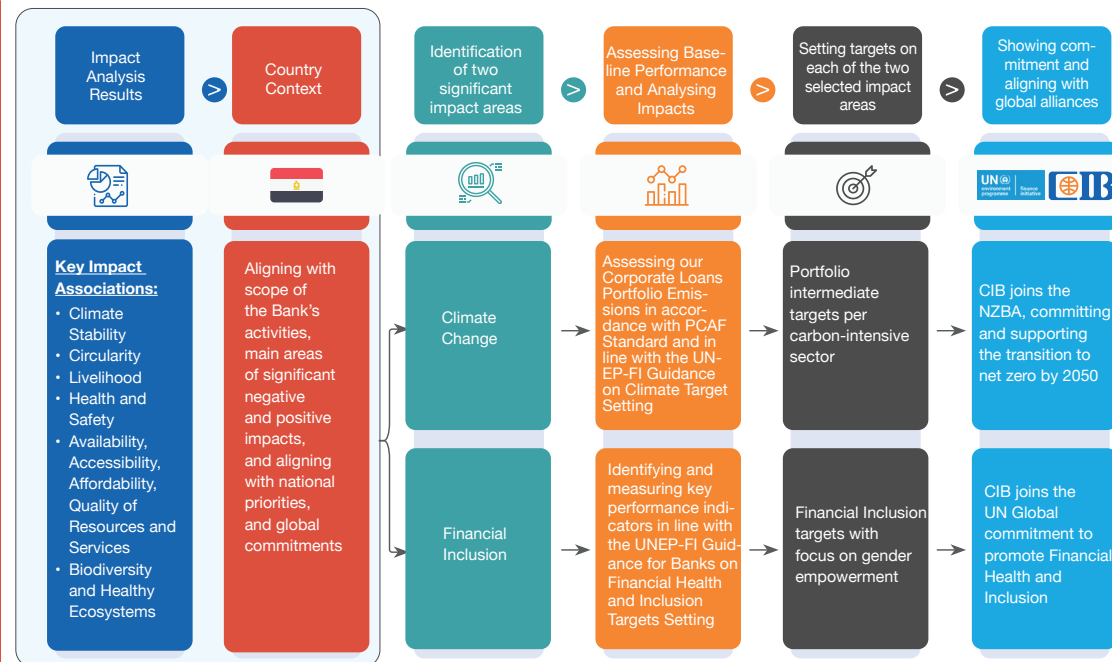 Impact
Analysis
Results
>
Country
Context
Identification
of two
significant
impact areas
>
Assessing Base-
line Performance
and Analysing
Impacts
>
Setting targets on
each of the two
selected impact
areas
>
Showing com-
mitment and
aligning with
global alliances
UN
environment
programme
finance
initiative
CIB
Key Impact
Associations:
• Climate
Stability
• Circularity
• Livelihood
• Health and
Safety
• Availability,
Accessibility,
Affordability,
Quality of
Resources and
Services
• Biodiversity
and Healthy
Ecosystems
Aligning with
scope of
the Bank's
activities,
main areas
of significant
negative
and positive
impacts,
and aligning
with national
priorities,
and global
commitments
Climate
Change
Assessing our
Corporate Loans
Portfolio Emis-
sions in accor-
dance with PCAF
Standard and in
line with the UN-
EP-FI Guidance
on Climate Target
Setting
Portfolio
intermediate
targets per
carbon-intensive
sector
CIB joins the
NZBA, committing
and supporting
the transition to
net zero by 2050
Financial
Inclusion
Identifying and
measuring key
performance indi-
cators in line with
the UNEP-FI Guid-
ance for Banks on
Financial Health
and Inclusion
Targets Setting
Financial Inclusion
targets with
focus on gender
empowerment
CIB joins the
UN Global
commitment to
promote Financial
Health and
Inclusion